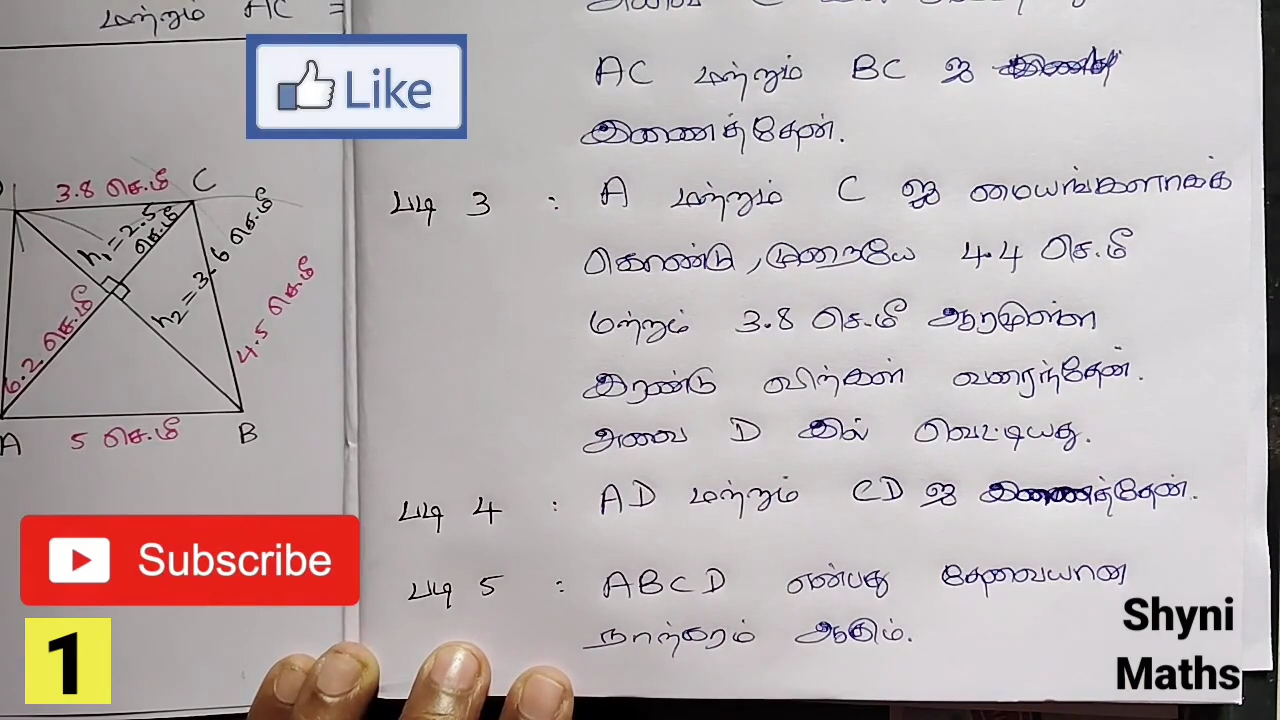 மற்றும் AC =
AC மற்றும் BC ஐ
இணைத்தேன்.
படி 3 : A மற்றும் C ஐ மையங்களாகக்
கொண்டு, முறையே 4.4 செ.மீ
மற்றும் 3.8 செ.மீ ஆரமுள்ள
இரண்டு விற்கள் வரைந்தேன்.
அவை D இல் வெட்டியது.
படி 4 : AD மற்றும் CD ஐ இணைத்தேன்.
படி 5 : ABCD என்பது தேவையான
நாற்கரம் ஆகும்.
3.8 செ.மீ C
h₁ = 2.5 செ.மீ
h₂ = 3.6 செ.மீ
6.2 செ.மீ
4.5 செ.மீ
A 5 செ.மீ B
Like
Subscribe
1
Shyni
Maths